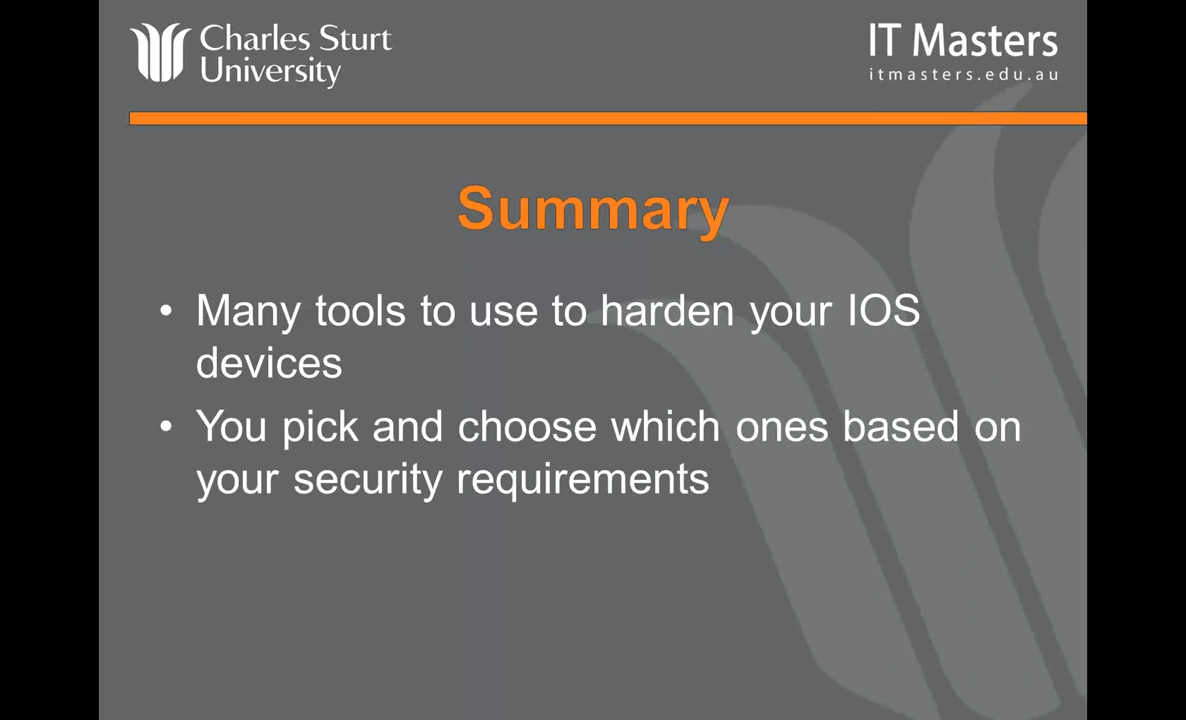 Charles Sturt
University
IT Masters
itmasters.edu.au
Summary
• Many tools to use to harden your IOS
devices
• You pick and choose which ones based on
your security requirements